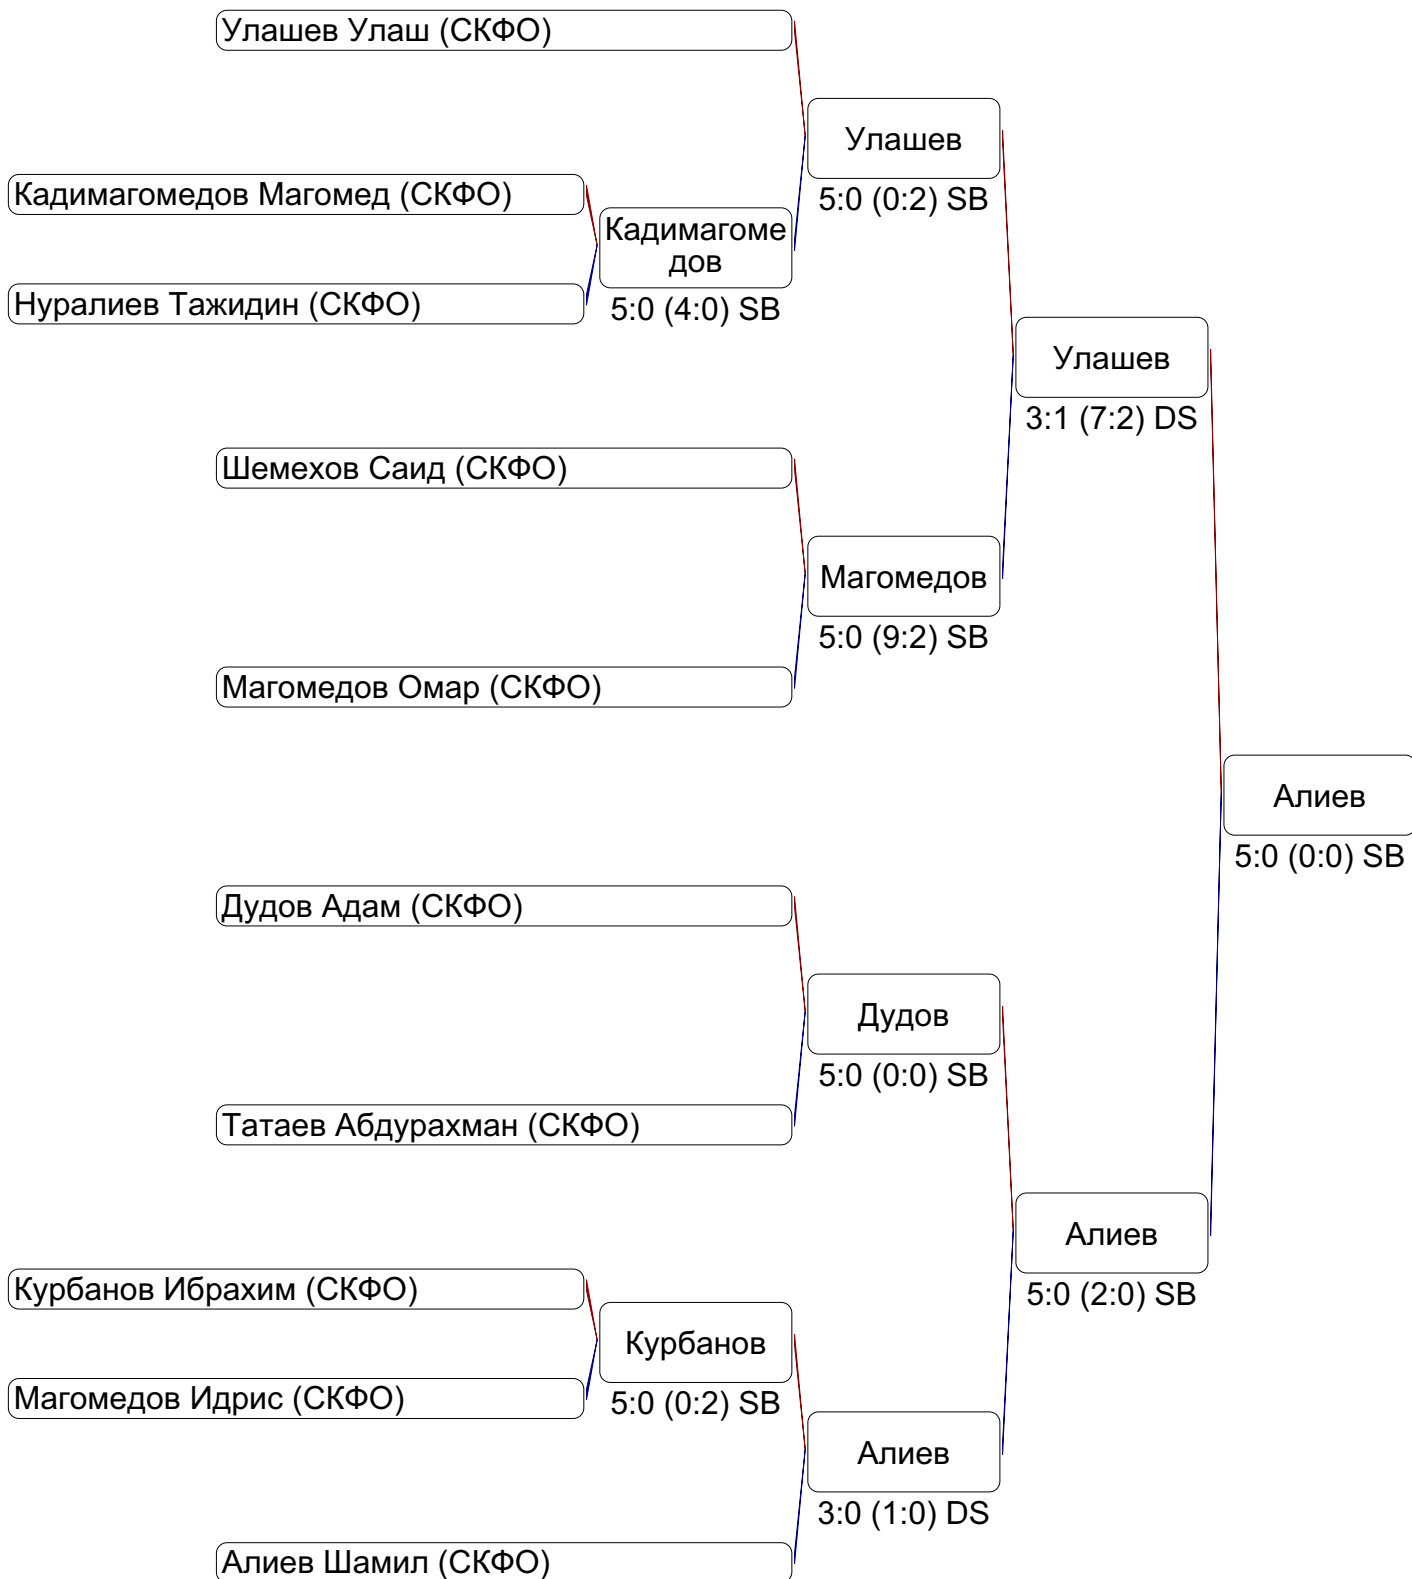 Улашев Улаш (СКФО)
Улашев
5:0 (0:2) SB
Кадимагомедов Магомед (СКФО)
Кадимагоме
дов
5:0 (4:0) SB
Нуралиев Тажидин (СКФО)
Улашев
3:1 (7:2) DS
Шемехов Саид (СКФО)
Магомедов
5:0 (9:2) SB
Магомедов Омар (СКФО)
Алиев
5:0 (0:0) SB
Дудов Адам (СКФО)
Дудов
5:0 (0:0) SB
Татаев Абдурахман (СКФО)
Алиев
5:0 (2:0) SB
Курбанов Ибрахим (СКФО)
Курбанов
5:0 (0:2) SB
Магомедов Идрис (СКФО)
Алиев
3:0 (1:0) DS
Алиев Шамил (СКФО)